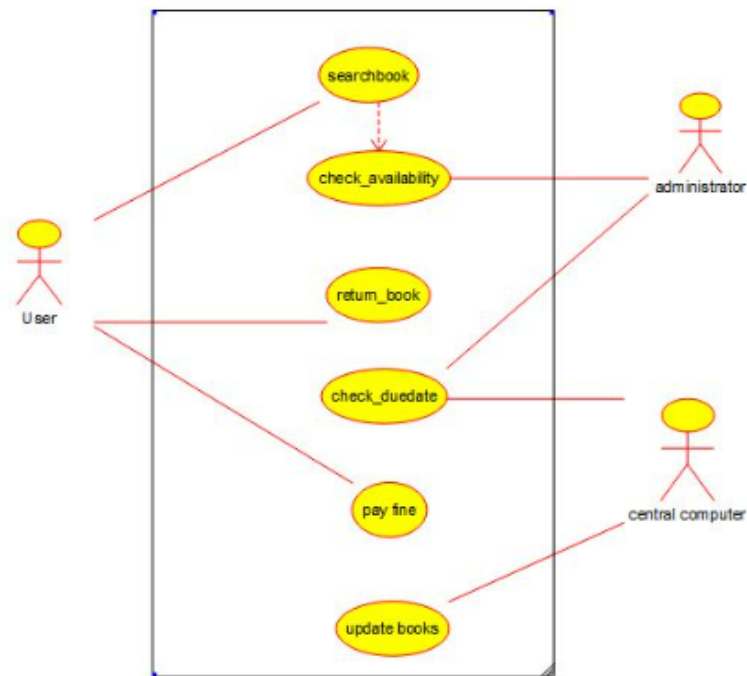 searchbook
check_availability
administrator
return_book
User
check_duedate
pay fine
central computer
update books